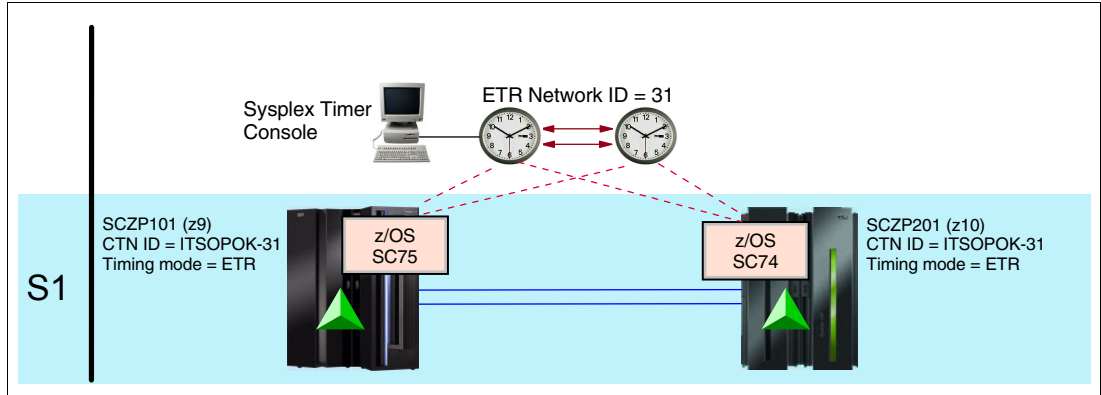 ETR Network ID = 31
Sysplex Timer
Console
SCZP101 (z9)
CTN ID = ITSOPOK-31
Timing mode = ETR
z/OS
SC75
z/OS
SC74
SCZP201 (z10)
CTN ID = ITSOPOK-31
Timing mode = ETR
S1